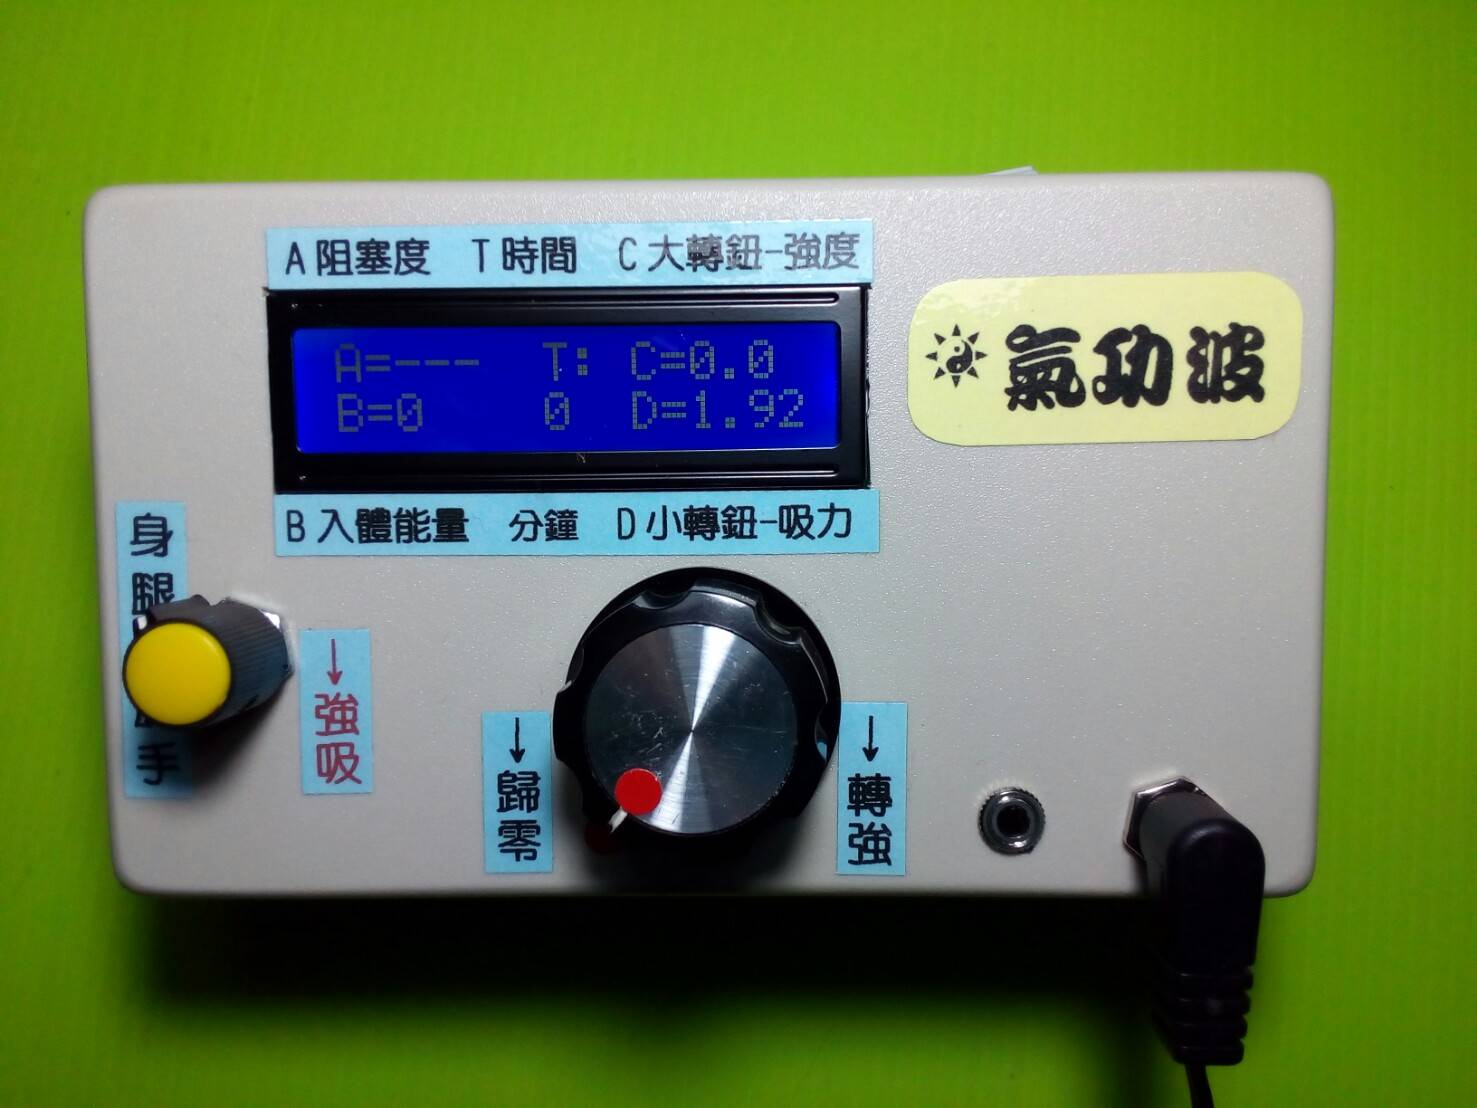 A阻塞度 T時間 C大轉鈕-強度
A=--- T: C=0.0
B=0 0 D=1.92
B入體能量 分鐘 D小轉鈕-吸力
氣功波
身腿
手
↓強吸
↓歸零
↓轉強